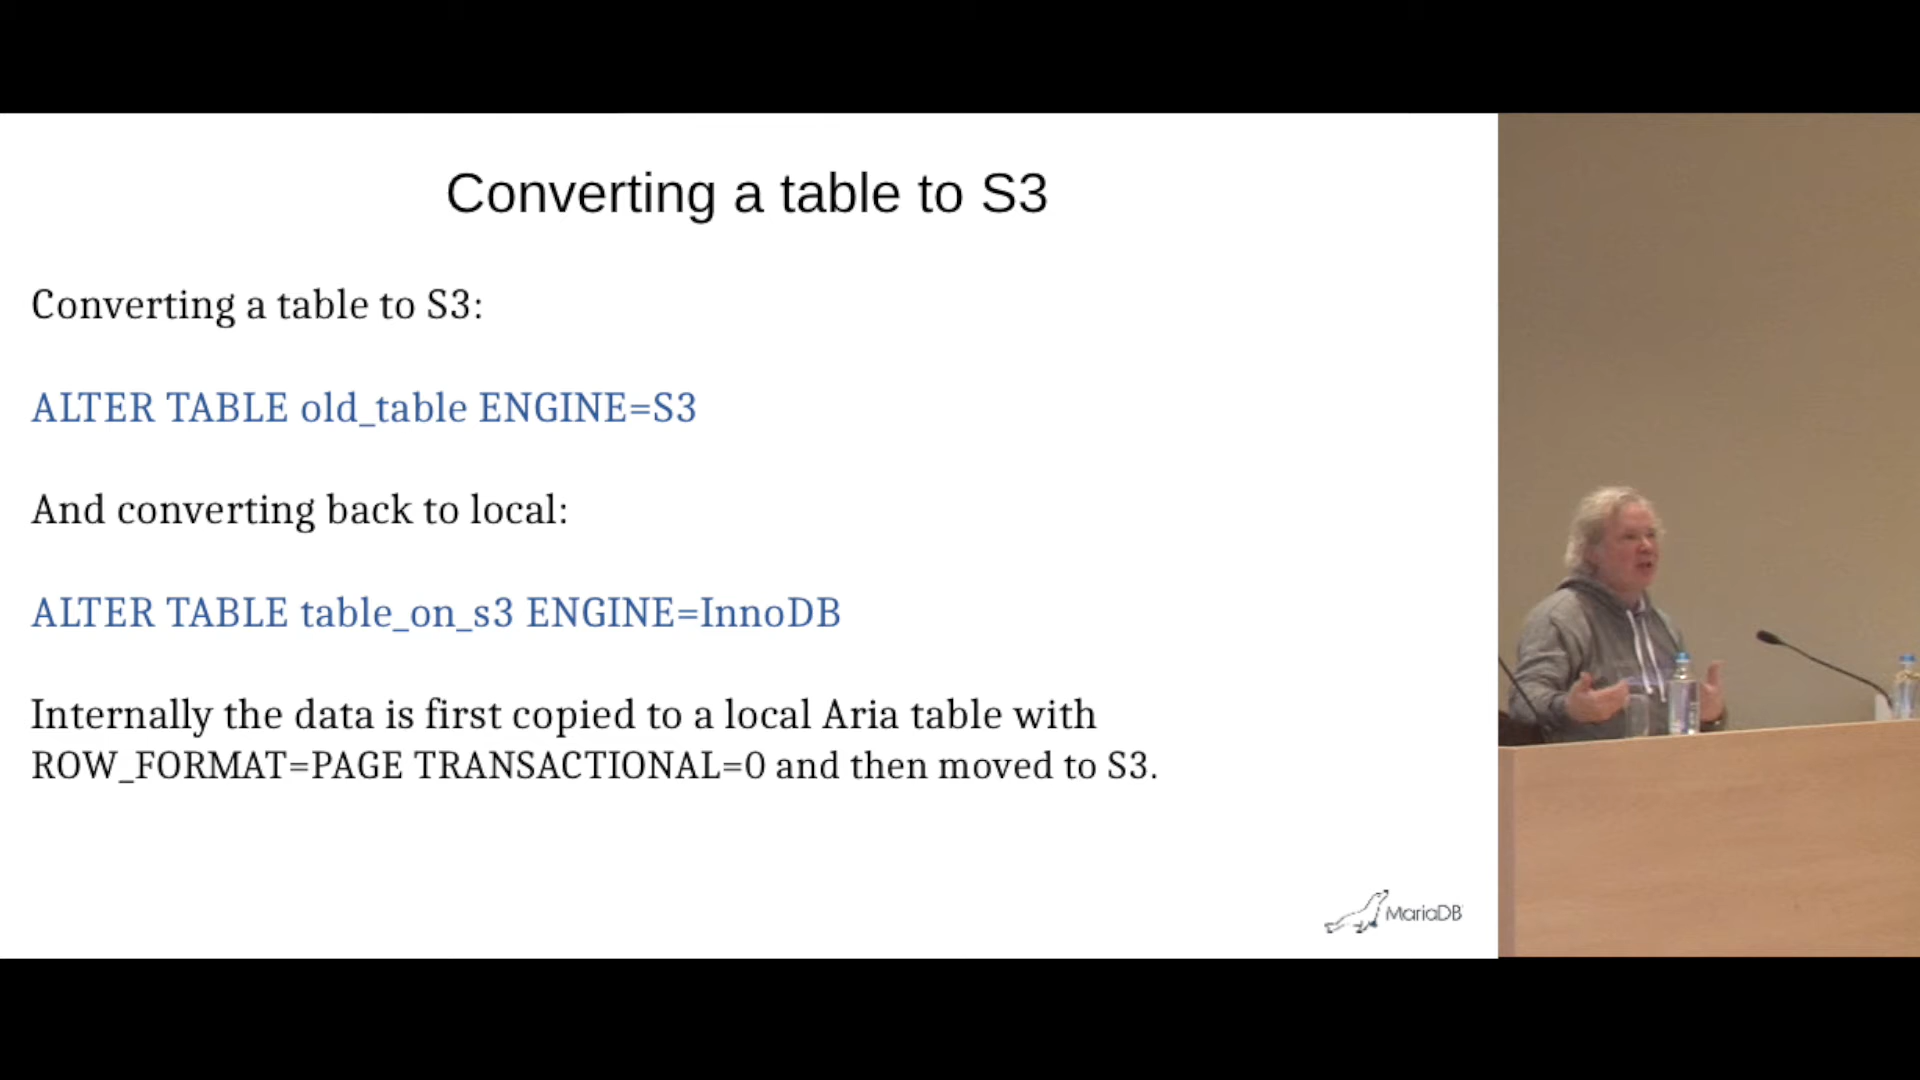 Converting a table to S3
Converting a table to S3:
ALTER TABLE old_table ENGINE=S3
And converting back to local:
ALTER TABLE table_on_s3 ENGINE=InnoDB
Internally the data is first copied to a local Aria table with
ROW_FORMAT=PAGE TRANSACTIONAL=0 and then moved to S3.
MariaDB